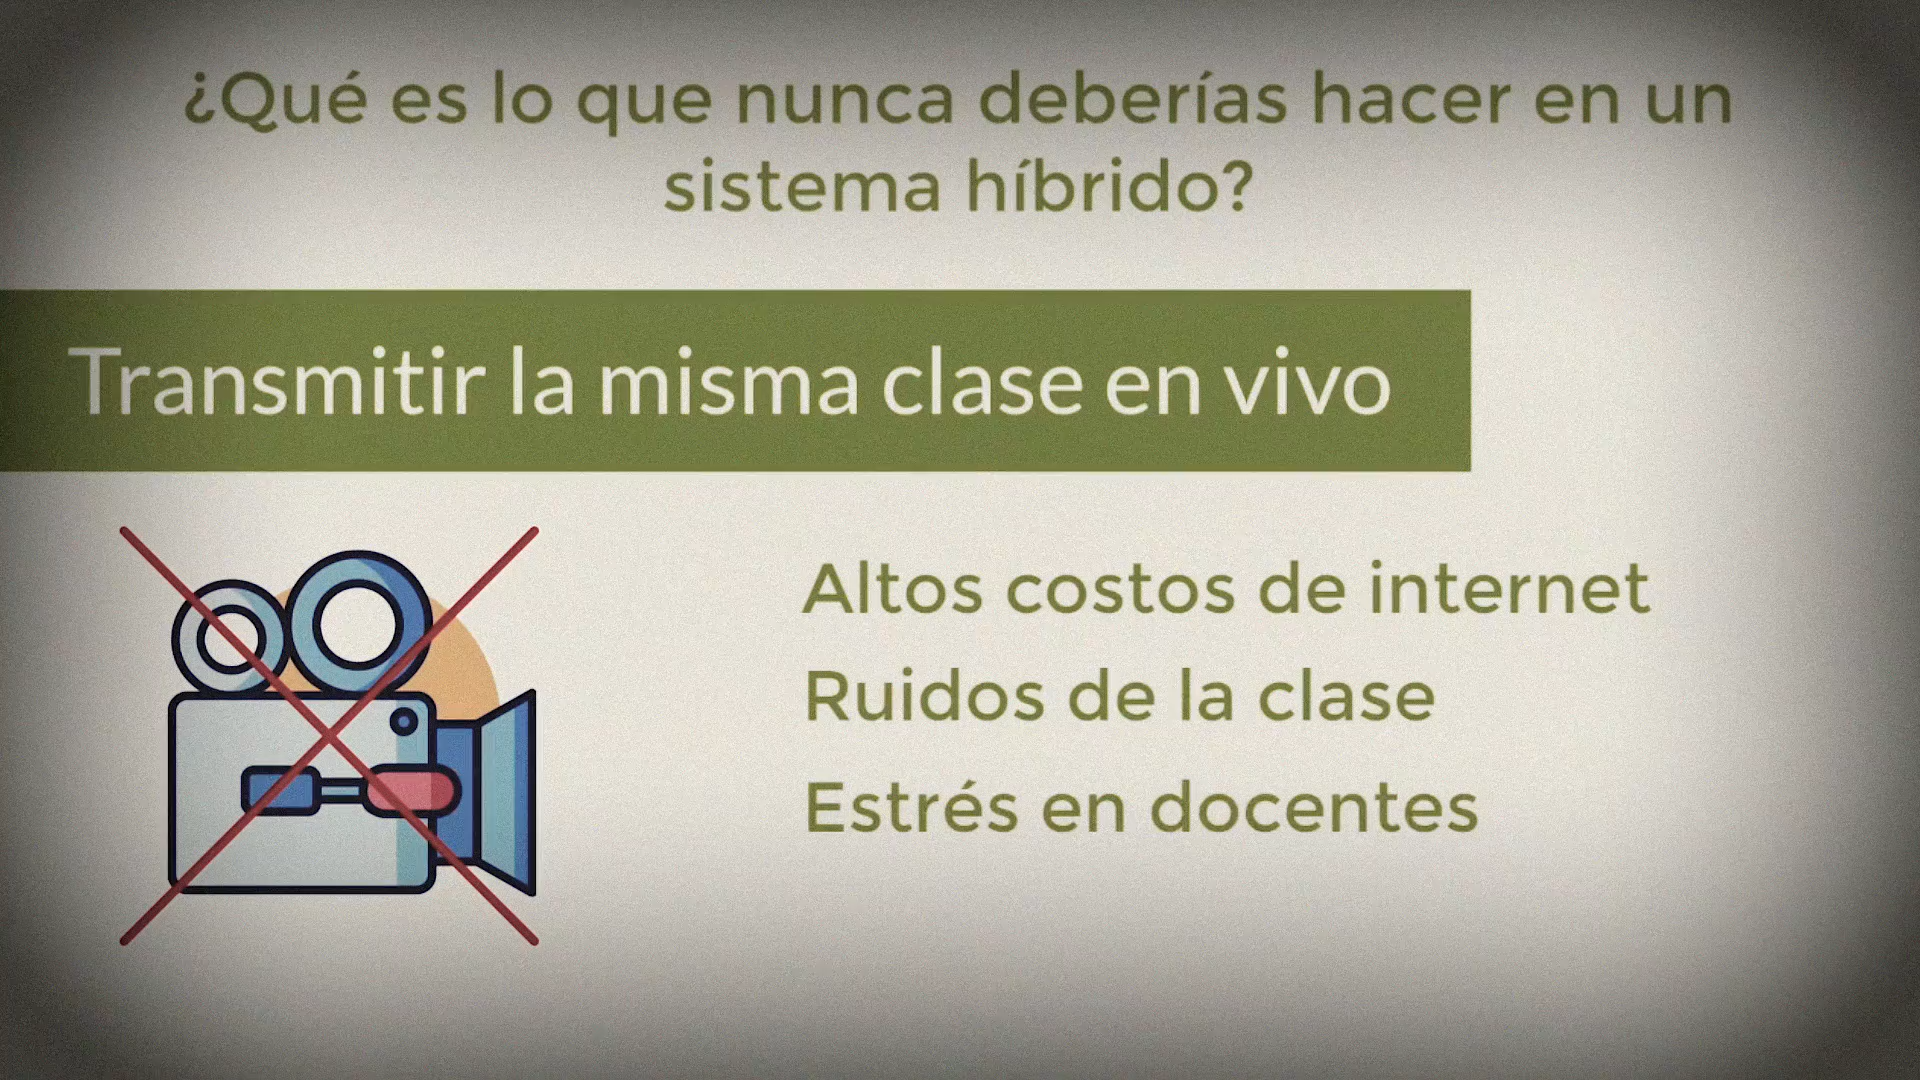 ¿Qué es lo que nunca deberías hacer en un
sistema híbrido?
Transmitir la misma clase en vivo
Altos costos de internet
Ruidos de la clase
Estrés en docentes